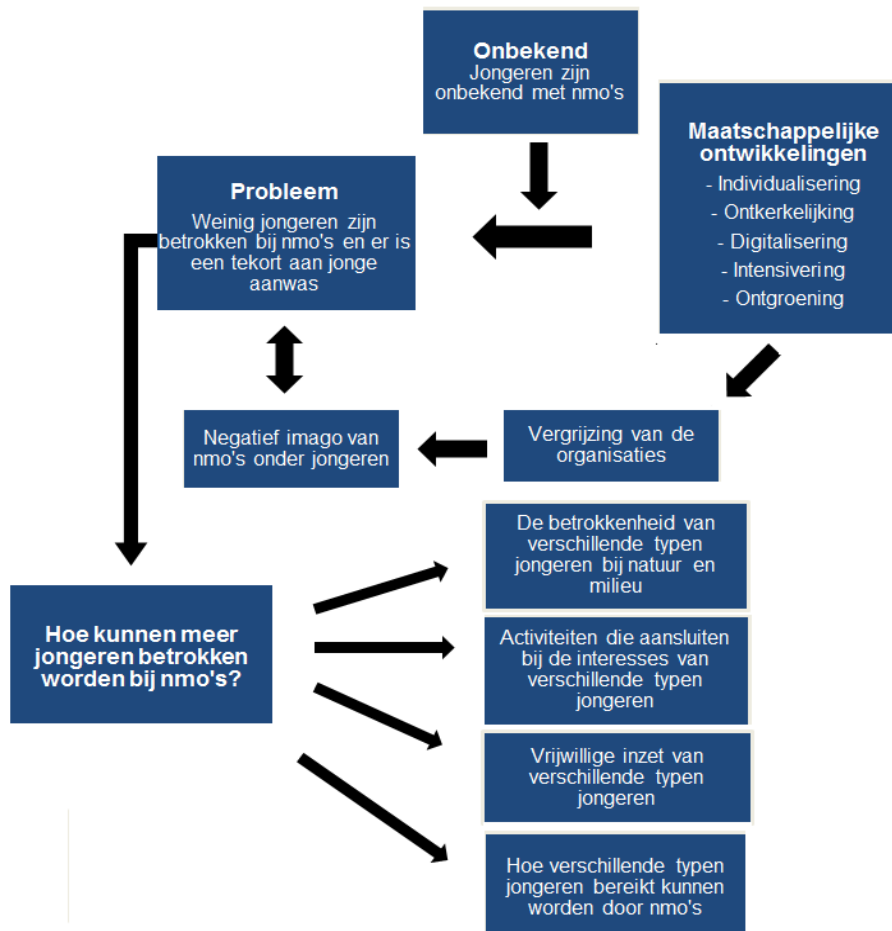 Onbekend
Jongeren zijn
onbekend met nmo's
Maatschappelijke
ontwikkelingen
- Individualisering
- Ontkerkelijking
- Digitalisering
- Intensivering
- Ontgroening
Probleem
Weinig jongeren zijn
betrokken bij nmo's en er is
een tekort aan jonge
aanwas
Negatief imago van
nmo's onder jongeren
Vergrijzing van de
organisaties
Hoe kunnen meer
jongeren betrokken
worden bij nmo's?
De betrokkenheid van
verschillende typen
jongeren bij natuur en
milieu
Activiteiten die aansluiten
bij de interesses van
verschillende typen
jongeren
Vrijwillige inzet van
verschillende typen
jongeren
Hoe verschillende typen
jongeren bereikt kunnen
worden door nmo's